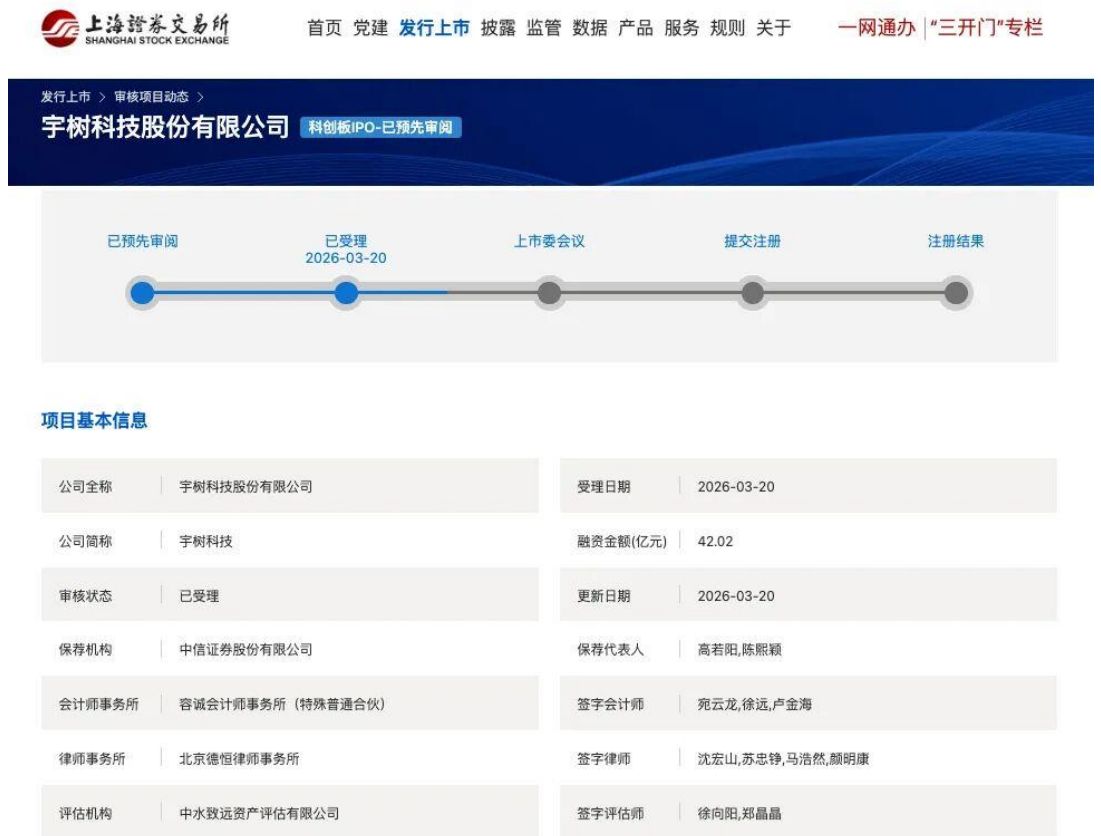 上海證券交易所
SHANGHAI STOCK EXCHANGE
首页 党建 发行上市 披露 监管 数据 产品 服务 规则 关于 一网通办 | “三开门”专栏
发行上市 > 审核项目动态 >
宇树科技股份有限公司 科创板IPO-已预先审阅
已预先审阅 已受理 上市委会议 提交注册 注册结果
2026-03-20
项目基本信息
公司全称 宇树科技股份有限公司 受理日期 2026-03-20
公司简称 宇树科技 融资金额(亿元) 42.02
审核状态 已受理 更新日期 2026-03-20
保荐机构 中信证券股份有限公司 保荐代表人 高若阳,陈熙颖
会计师事务所 容诚会计师事务所（特殊普通合伙） 签字会计师 宛云龙,徐远,卢金海
律师事务所 北京德恒律师事务所 签字律师 沈宏山,苏忠铮,马浩然,颜明康
评估机构 中水致远资产评估有限公司 签字评估师 徐向阳,郑晶晶